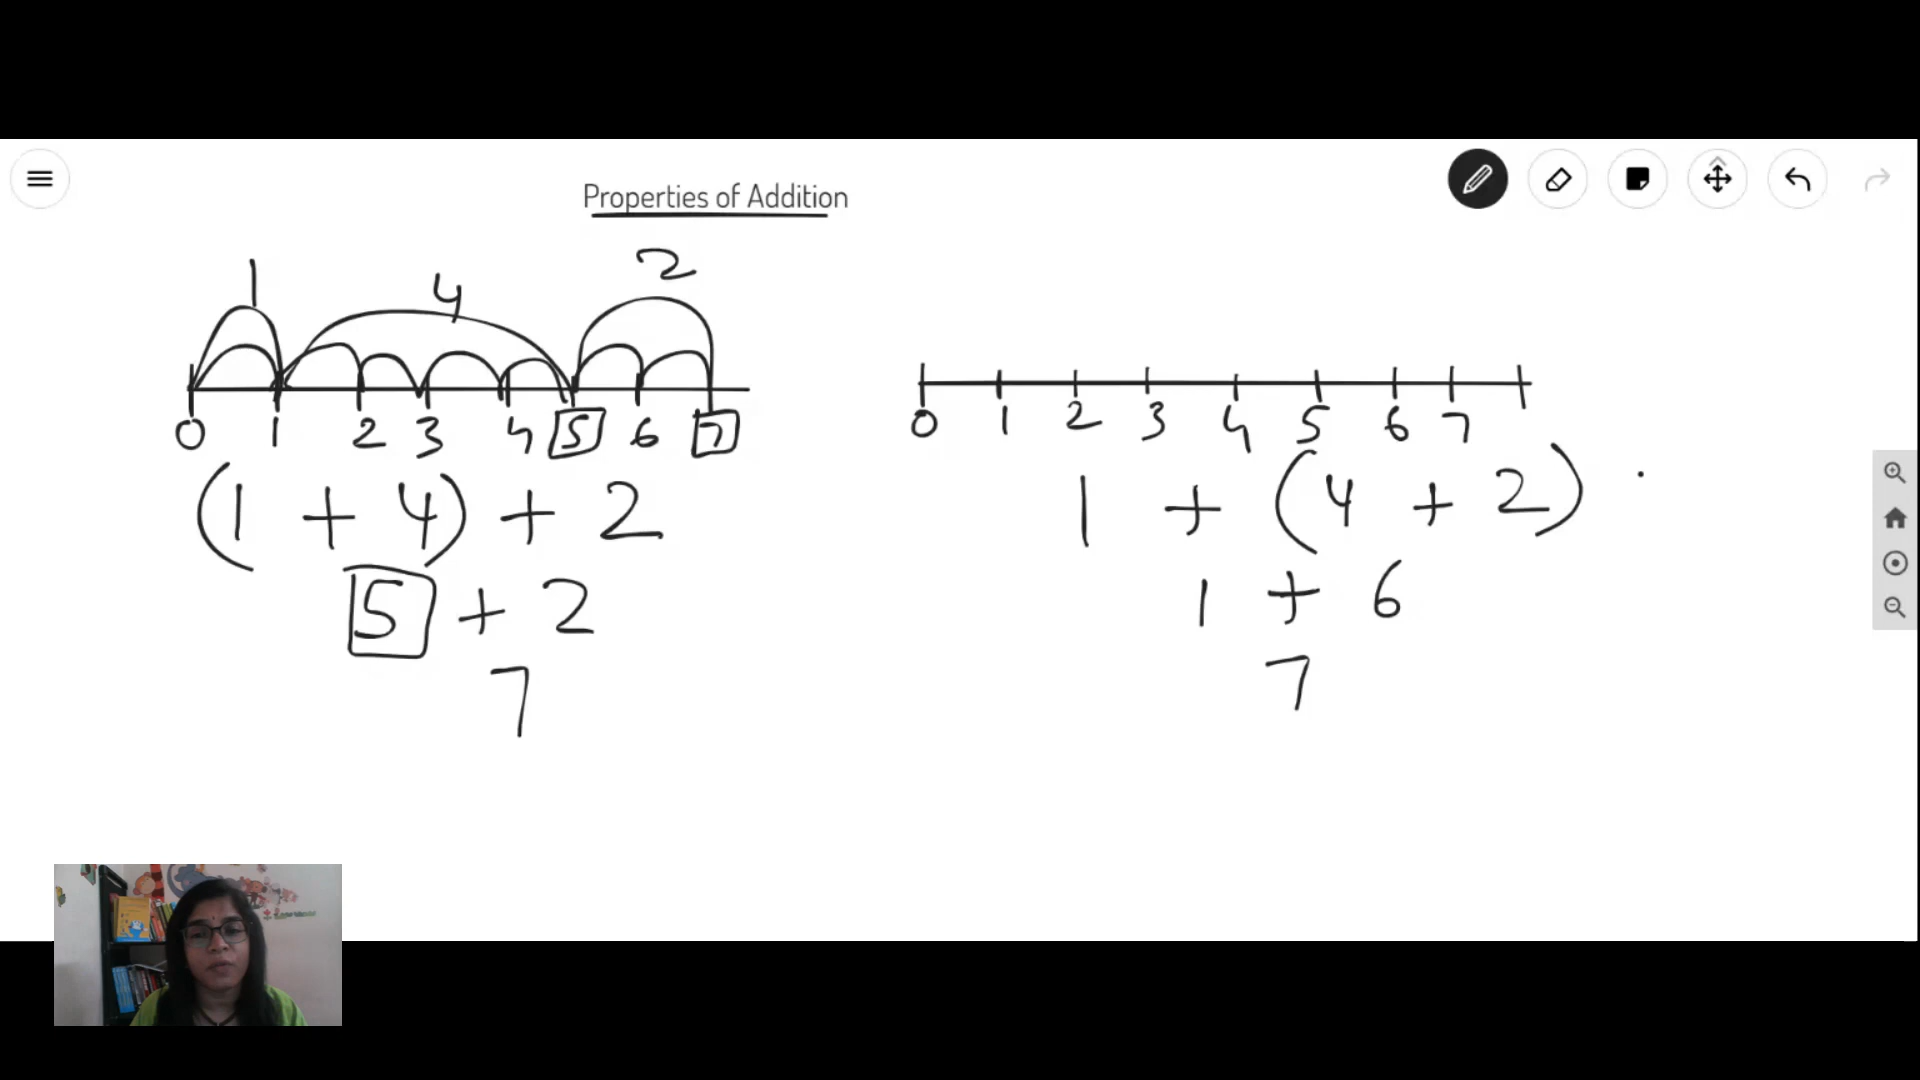 Properties of Addition
1 4 2
0 1 2 3 4 5 6 7
(1 + 4) + 2
5 + 2
7
0 1 2 3 4 5 6 7
1 + (4 + 2)
1 + 6
7